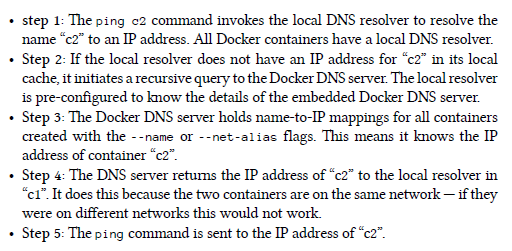 • step 1: The ping c2 command invokes the local DNS resolver to resolve the
name “c2” to an IP address. All Docker containers have a local DNS resolver.
• Step 2: If the local resolver does not have an IP address for “c2” in its local
cache, it initiates a recursive query to the Docker DNS server. The local resolver
is pre-configured to know the details of the embedded Docker DNS server.
• Step 3: The Docker DNS server holds name-to-IP mappings for all containers
created with the --name or --net-alias flags. This means it knows the IP
address of container “c2”.
• Step 4: The DNS server returns the IP address of “c2” to the local resolver in
“c1”. It does this because the two containers are on the same network — if they
were on different networks this would not work.
• Step 5: The ping command is sent to the IP address of “c2”.